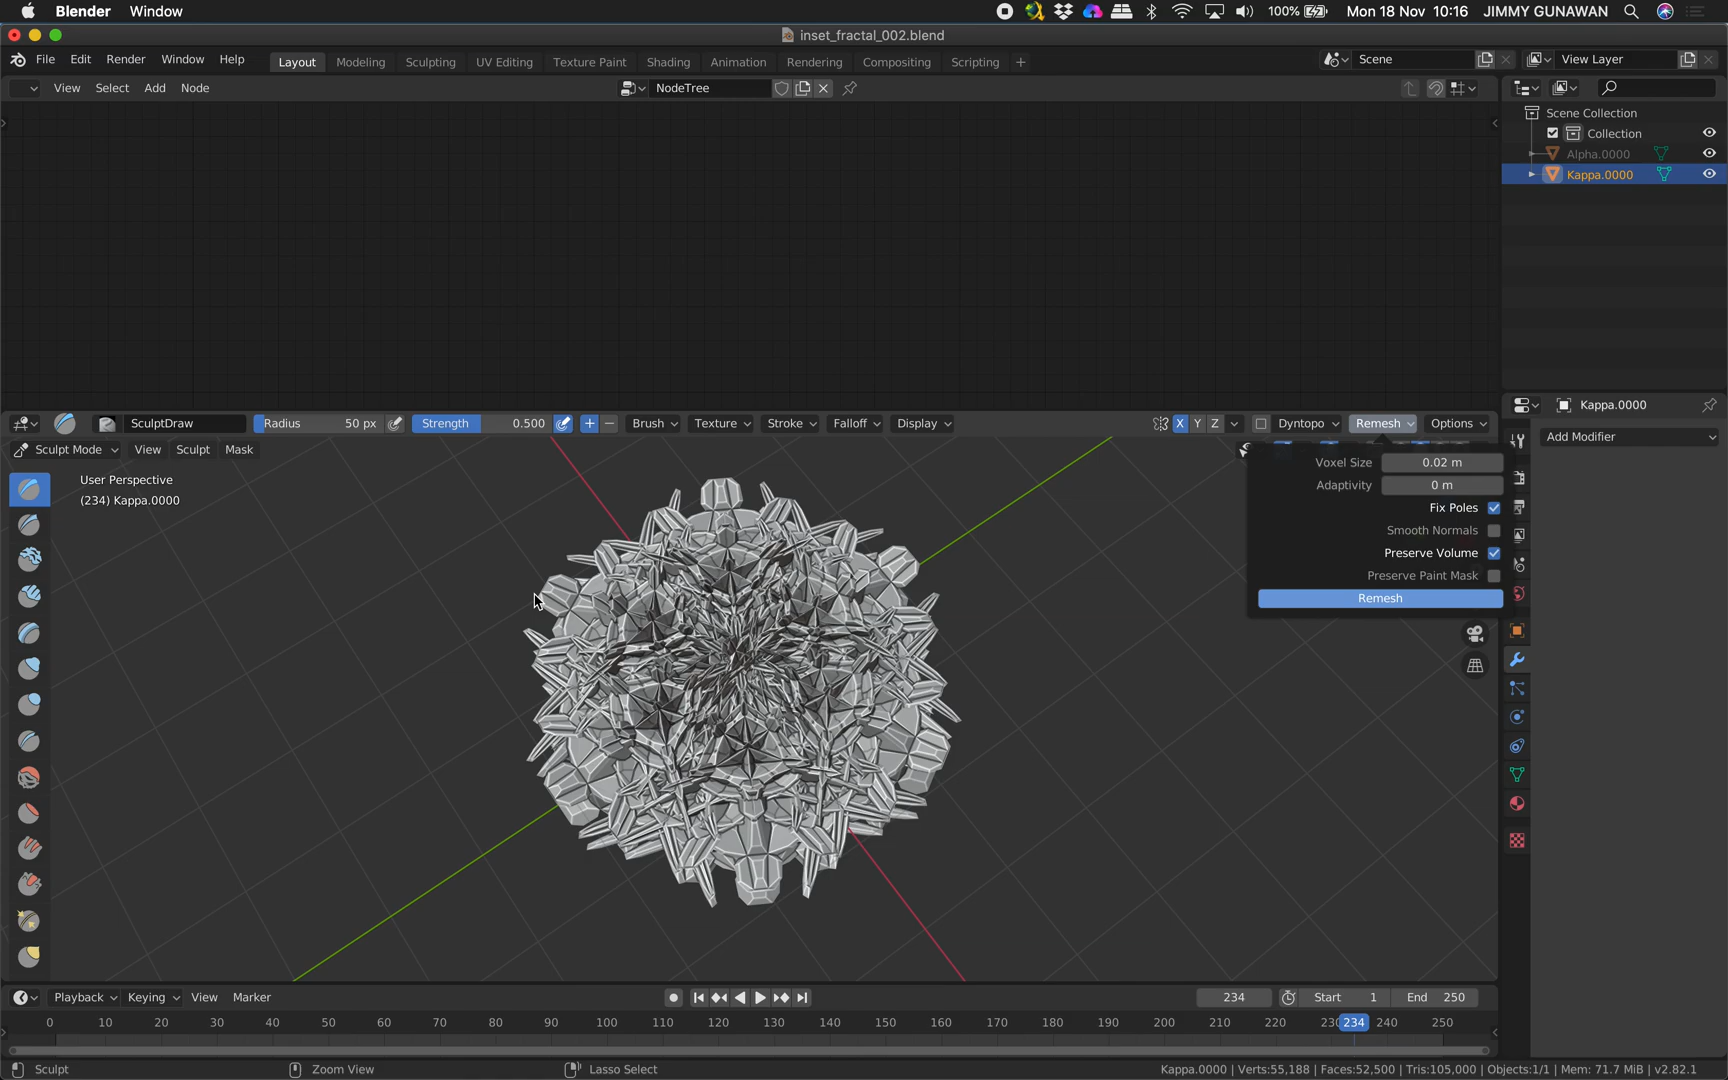 Blender Window 100% Mon 18 Nov 10:16 JIMMY GUNAWAN
inset_fractal_002.blend
File Edit Render Window Help Layout Modeling Sculpting UV Editing Texture Paint Shading Animation Rendering Compositing Scripting + Scene View Layer
View Select Add Node NodeTree
Scene Collection
Collection
Alpha.0000
Kappa.0000
Kappa.0000
SculptDraw Radius 50 px Strength 0.500 Brush Texture Stroke Falloff Display X Y Z Dyntopo Remesh Options
Add Modifier
Sculpt Mode View Sculpt Mask
Voxel Size 0.02 m
User Perspective
Adaptivity 0 m
(234) Kappa.0000
Fix Poles
Smooth Normals
Preserve Volume
Preserve Paint Mask
Remesh
Playback Keying View Marker 234 Start 1 End 250
0 10 20 30 40 50 60 70 80 90 100 110 120 130 140 150 160 170 180 190 200 210 220 234 240 250
Sculpt Zoom View Lasso Select Kappa.0000 | Verts:55,188 | Faces:52,500 | Tris:105,000 | Objects:1/1 | Mem: 71.7 MiB | v2.82.1